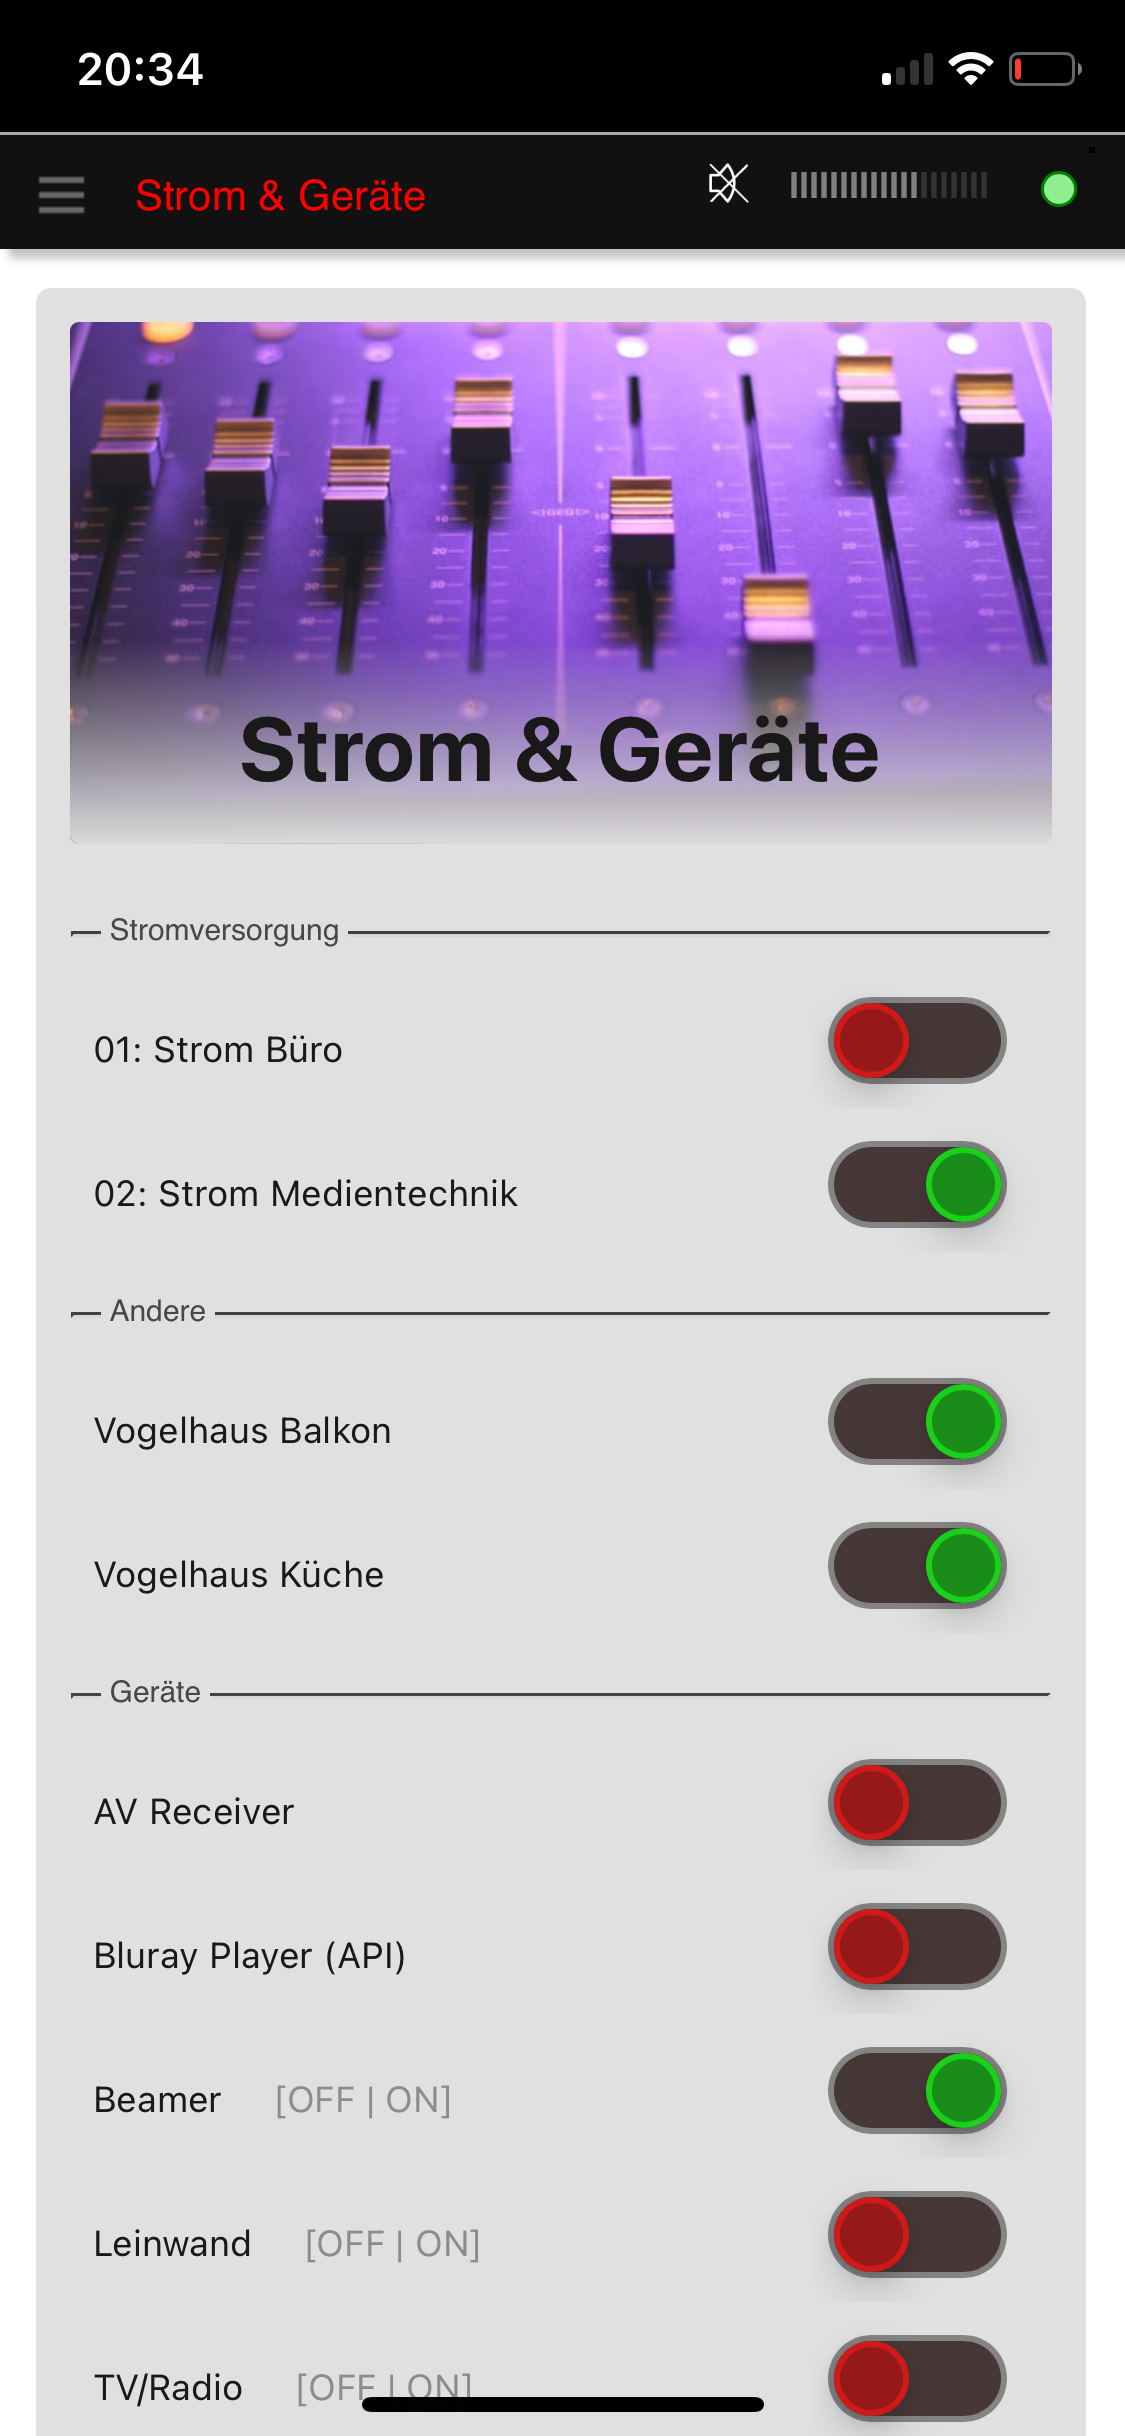 20:34
Strom & Geräte
Strom & Geräte
Stromversorgung
01: Strom Büro
02: Strom Medientechnik
Andere
Vogelhaus Balkon
Vogelhaus Küche
Geräte
AV Receiver
Bluray Player (API)
Beamer [OFF | ON]
Leinwand [OFF | ON]
TV/Radio [OFF | ON]